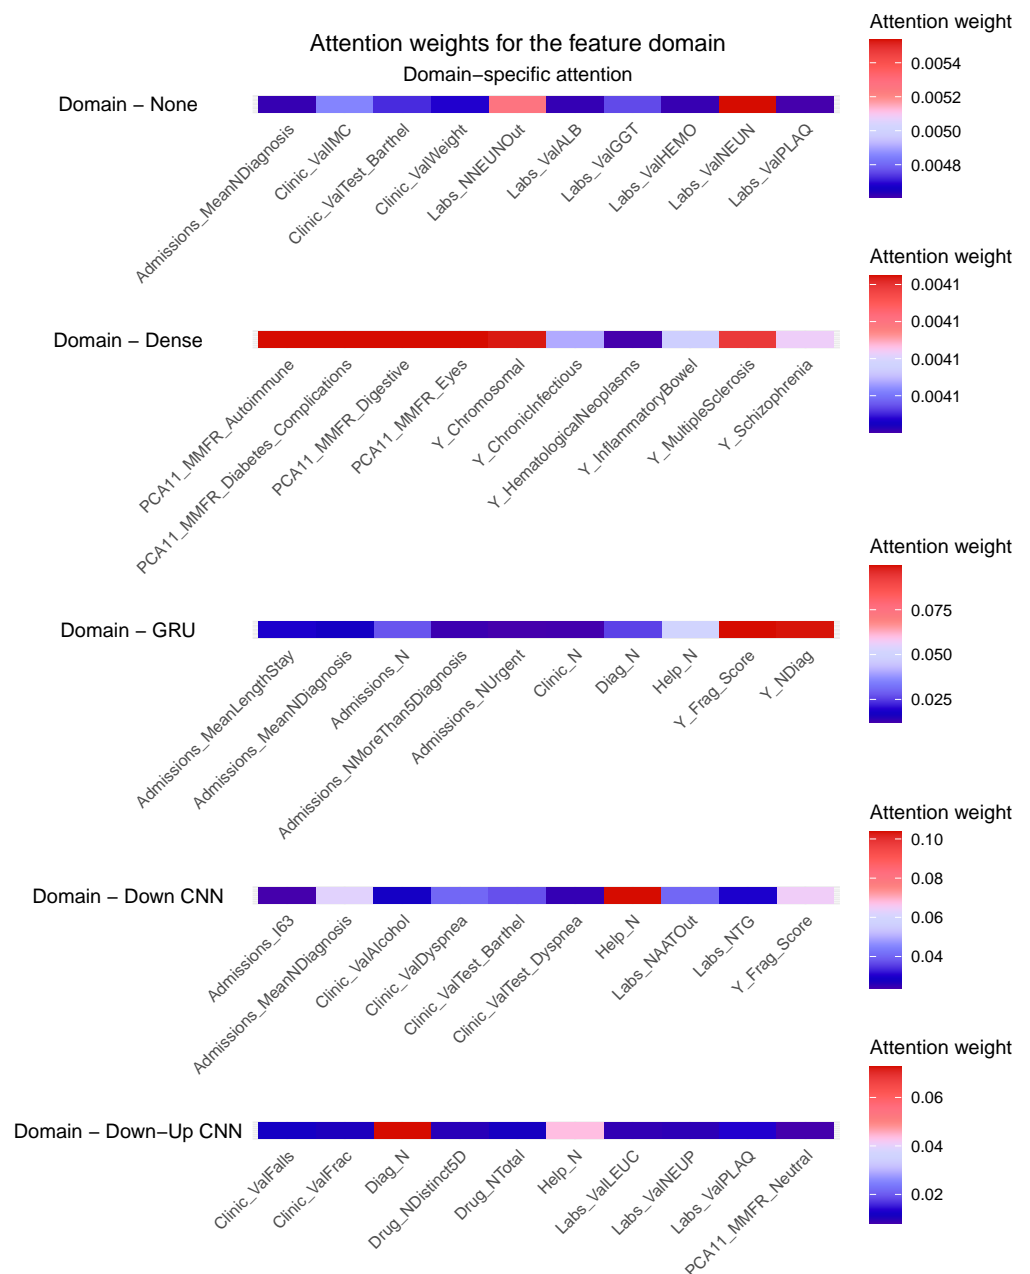 Attention weights for the feature domain
Domain−specific attention
Domain − None
Admissions_MeanNDiagnosis
Clinic_ValIMC
Clinic_ValTest_Barthel
Clinic_ValWeight
Labs_NNEUNOut
Labs_ValALB
Labs_ValGGT
Labs_ValHEMO
Labs_ValNEUN
Labs_ValPLAQ
Attention weight
0.0054
0.0052
0.0050
0.0048
Domain − Dense
PCA11_MMFR_Autoimmune
PCA11_MMFR_Diabetes_Complications
PCA11_MMFR_Digestive
PCA11_MMFR_Eyes
Y_Chromosomal
Y_ChronicInfectious
Y_HematologicalNeoplasms
Y_InflammatoryBowel
Y_MultipleSclerosis
Y_Schizophrenia
Attention weight
0.0041
0.0041
0.0041
0.0041
Domain − GRU
Admissions_MeanLengthStay
Admissions_MeanNDiagnosis
Admissions_N
Admissions_NMoreThan5Diagnosis
Admissions_NUrgent
Clinic_N
Diag_N
Help_N
Y_Frag_Score
Y_NDiag
Attention weight
0.075
0.050
0.025
Domain − Down CNN
Admissions_I63
Admissions_MeanNDiagnosis
Clinic_ValAlcohol
Clinic_ValDyspnea
Clinic_ValTest_Barthel
Clinic_ValTest_Dyspnea
Help_N
Labs_NAATOut
Labs_NTG
Y_Frag_Score
Attention weight
0.10
0.08
0.06
0.04
Domain − Down−Up CNN
Clinic_ValFalls
Clinic_ValFrac
Diag_N
Drug_NDistinct5D
Drug_NTotal
Help_N
Labs_ValLEUC
Labs_ValNEUP
Labs_ValPLAQ
PCA11_MMFR_Neutral
Attention weight
0.06
0.04
0.02